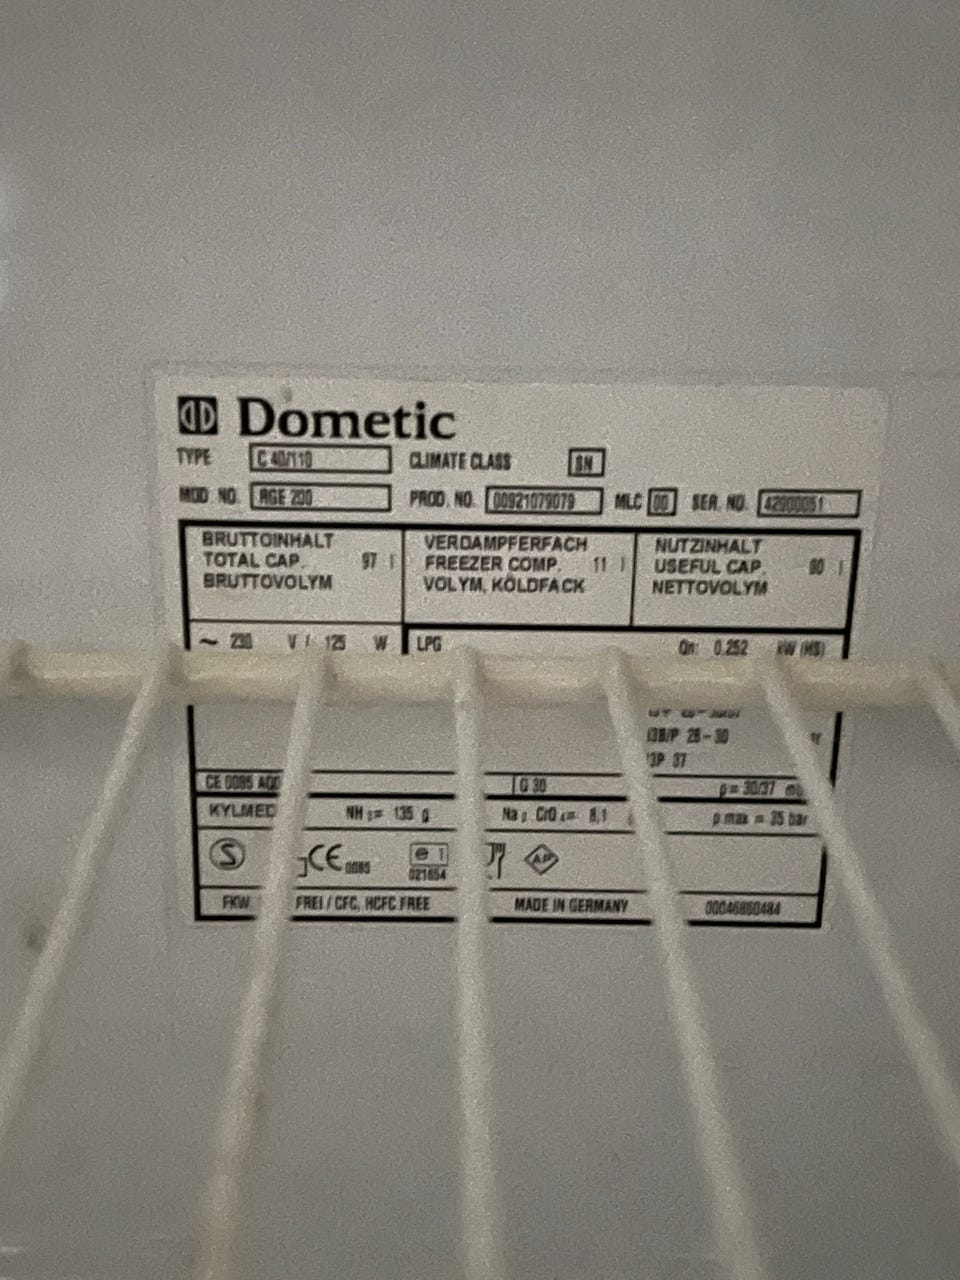 Dometic
TYPE C 40/110 CLIMATE CLASS SN
MOD NO. RGE 200 PROD. NO. 00921079079 MLC 00 SER. NO. 42900051
BRUTTOINHALT VERDAMPFERFACH NUTZINHALT
TOTAL CAP. 97 l FREEZER COMP. 11 l USEFUL CAP. l
BRUTTOVOLYM VOLYM, KÖLDFACK NETTOVOLYM
~ 230 V / 125 W LPG Qn: 0.252 kW (HS)
I3B/P 28-30
37
CE 0085 G 30 p = 30/37
KYLMED NH3 = 135 g Na2 CrO4 = 8,1 p max = 35 bar
S CE 0085 e 1 021654
FKW FREI / CFC, HCFC FREE MADE IN GERMANY